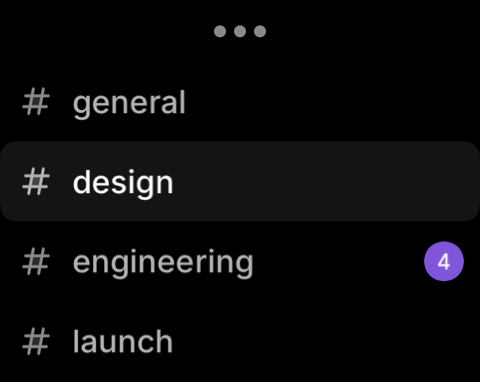 # general
# design
# engineering 4
# launch